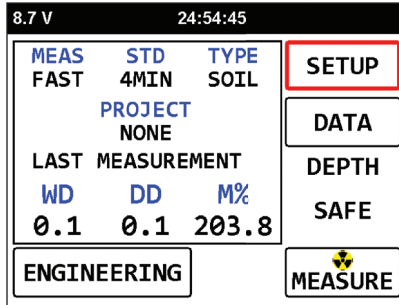 8.7 V 24:54:45
MEAS STD TYPE
FAST 4MIN SOIL
PROJECT
NONE
LAST MEASUREMENT
WD DD M%
0.1 0.1 203.8
SETUP
DATA
DEPTH
SAFE
ENGINEERING
MEASURE